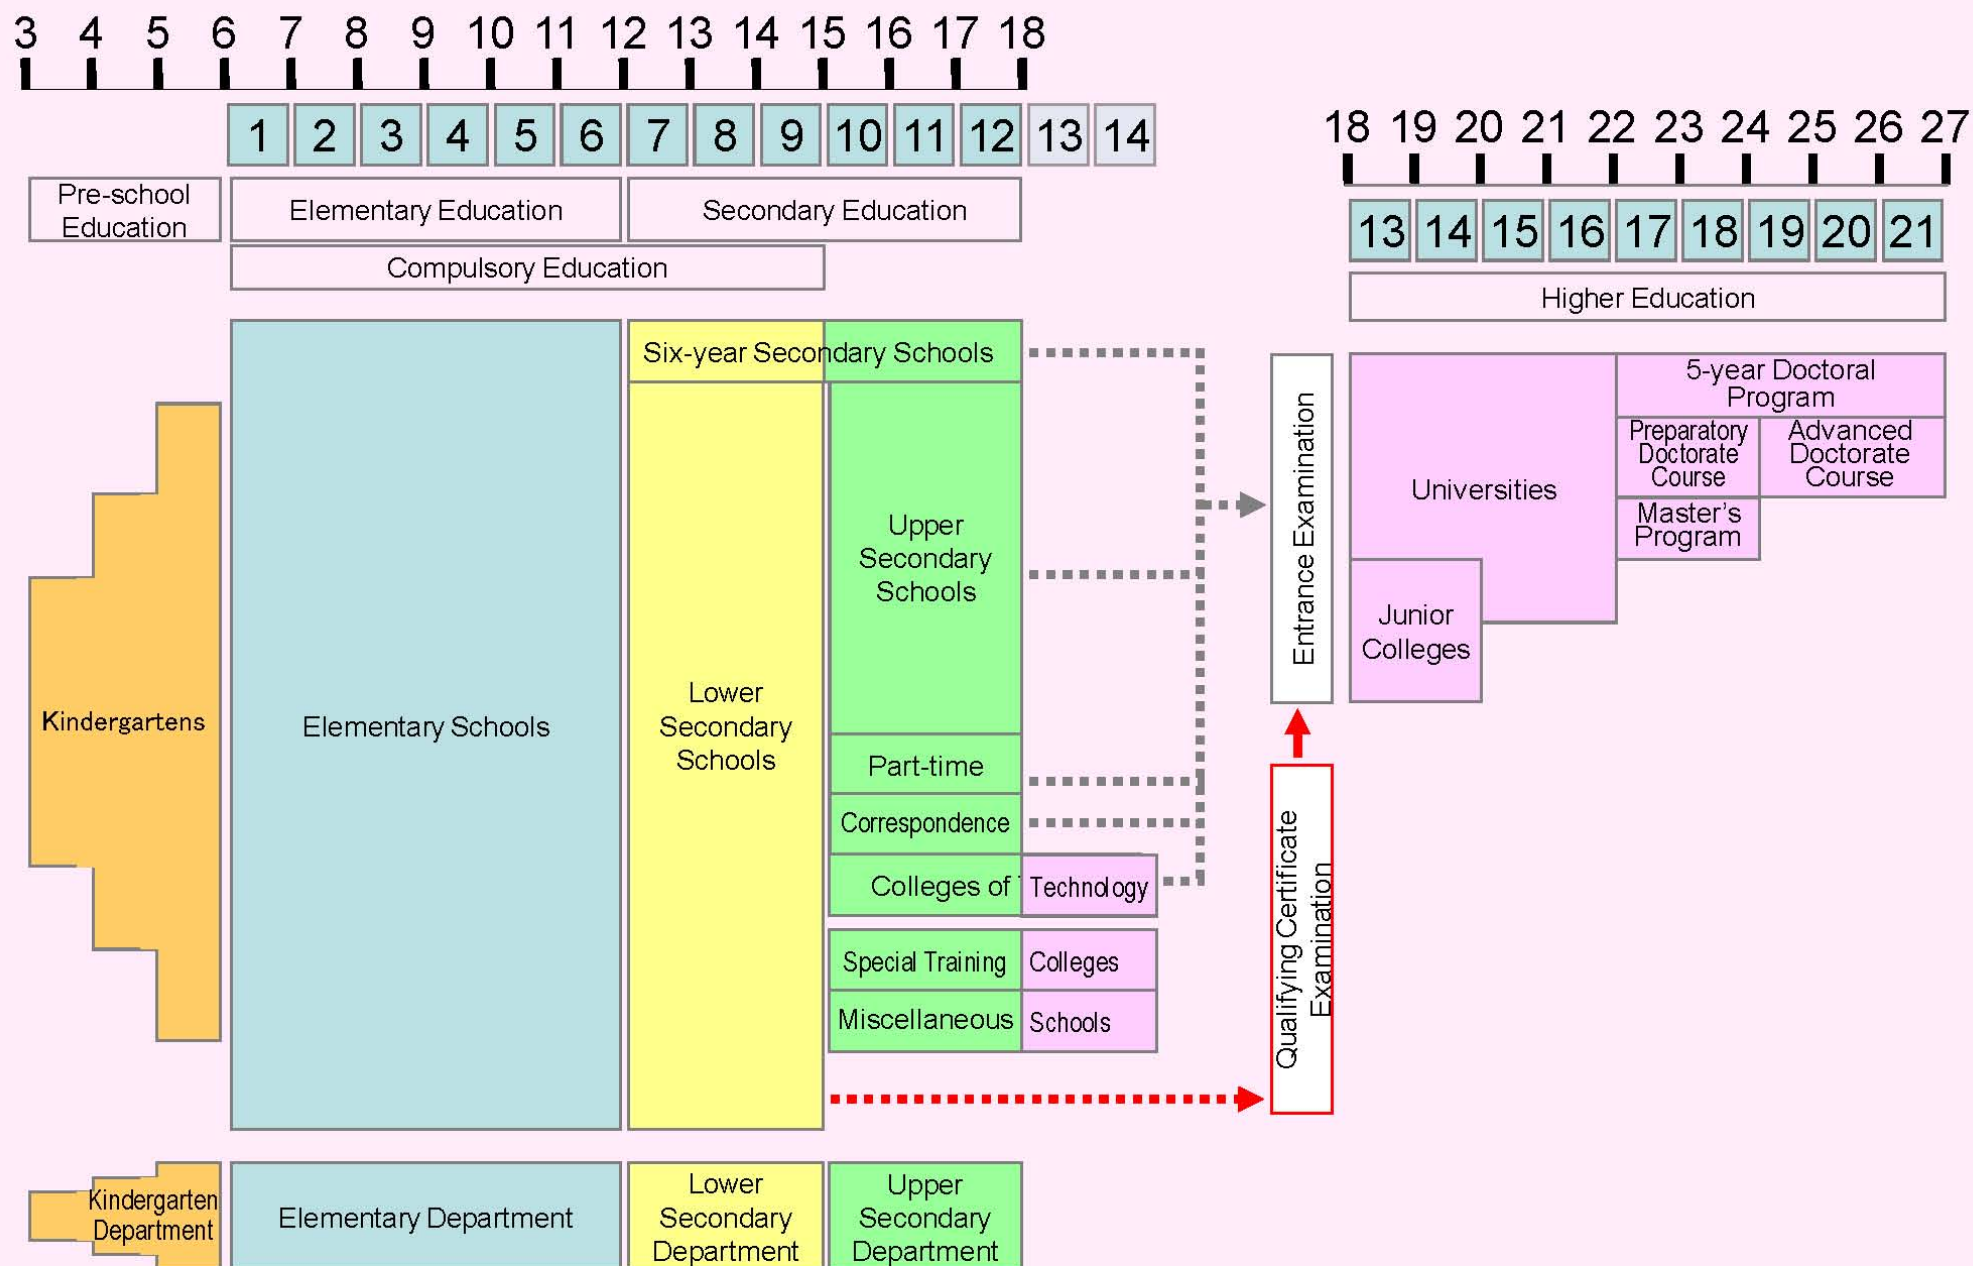 3 4 5 6 7 8 9 10 11 12 13 14 15 16 17 18
1 2 3 4 5 6 7 8 9 10 11 12 13 14
18 19 20 21 22 23 24 25 26 27
13 14 15 16 17 18 19 20 21
Pre-school
Education
Elementary Education
Secondary Education
Compulsory Education
Higher Education
Kindergartens
Elementary Schools
Six-year Secondary Schools
Lower
Secondary
Schools
Upper
Secondary
Schools
Part-time
Correspondence
Colleges of Technology
Special Training Colleges
Miscellaneous Schools
Entrance Examination
Qualifying Certificate
Examination
Universities
Junior
Colleges
5-year Doctoral
Program
Preparatory
Doctorate
Course
Advanced
Doctorate
Course
Master's
Program
Kindergarten
Department
Elementary Department
Lower
Secondary
Department
Upper
Secondary
Department